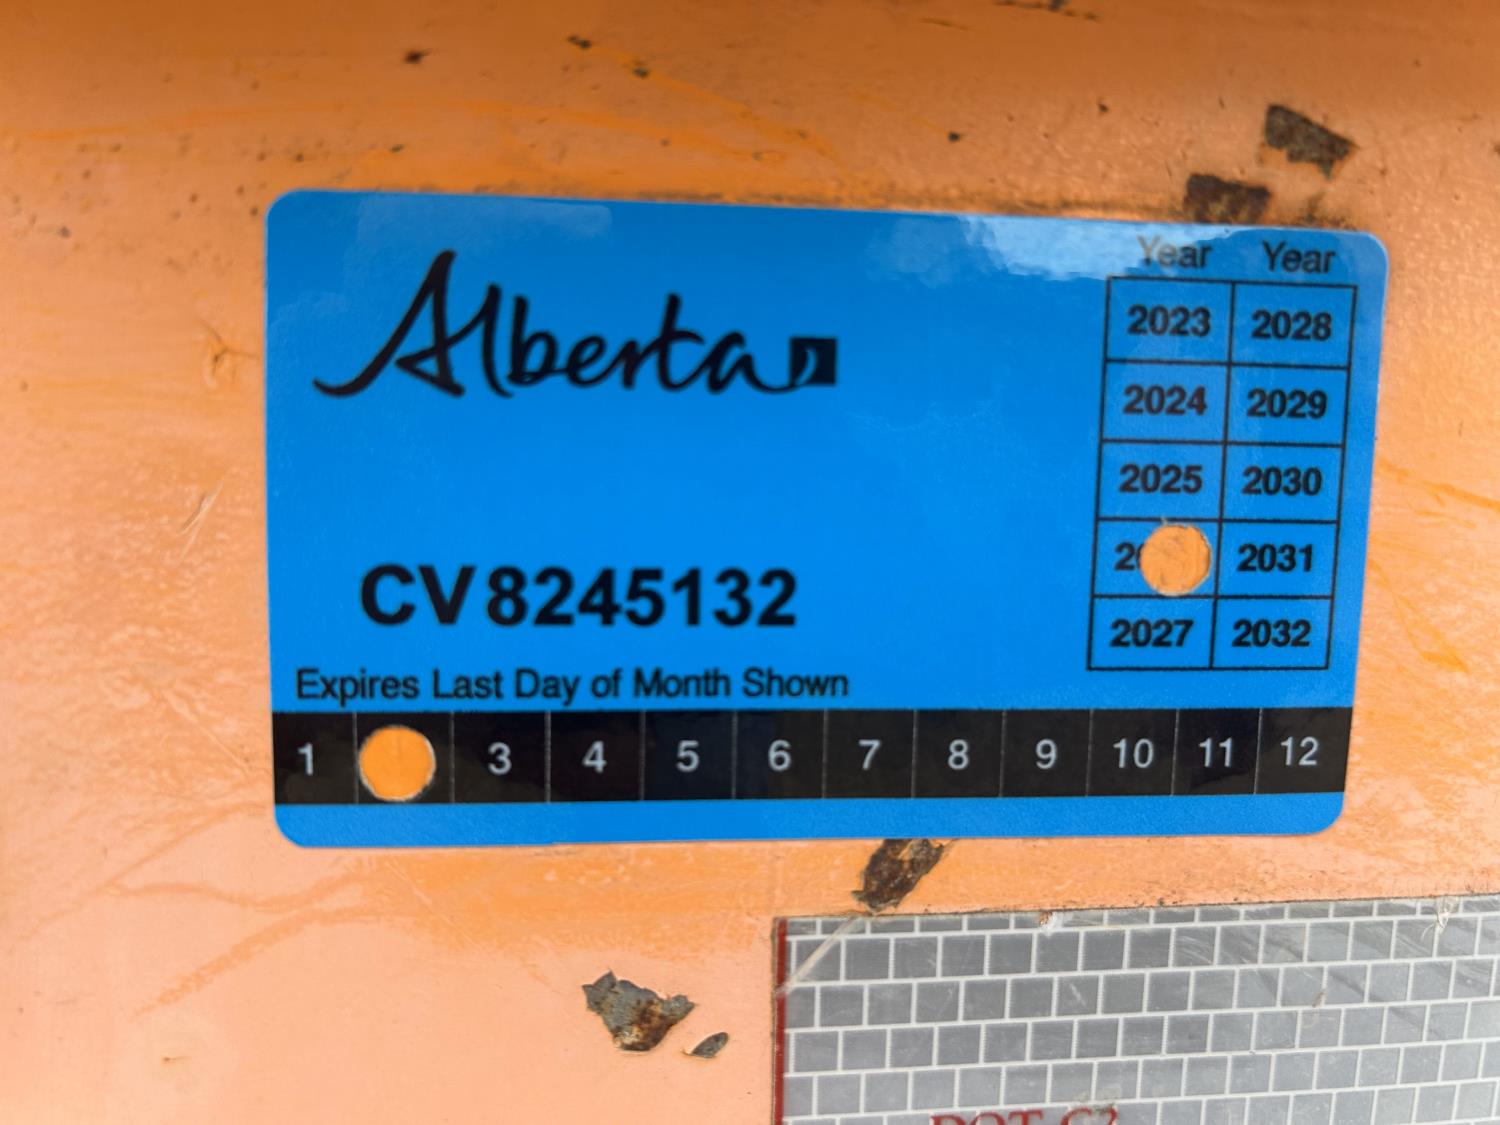 Alberta
Year Year
2023 2028
2024 2029
2025 2030
2031
2027 2032
CV8245132
Expires Last Day of Month Shown
1 3 4 5 6 7 8 9 10 11 12